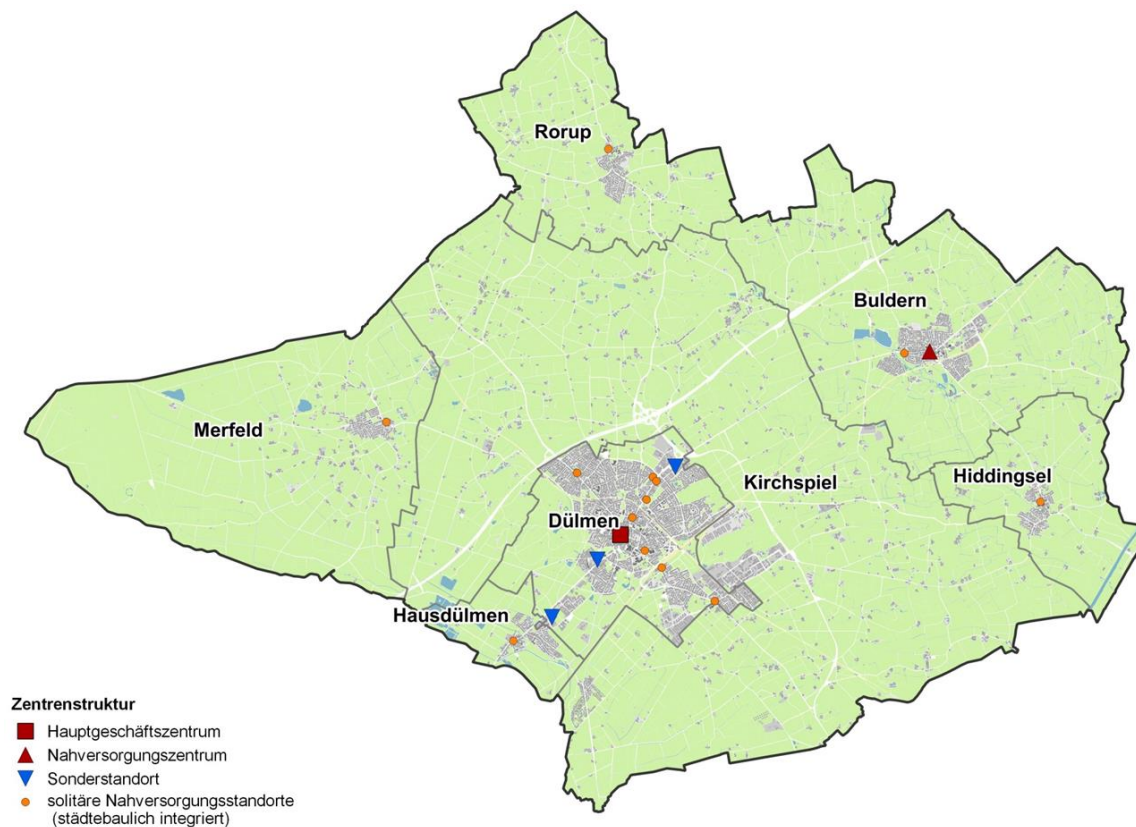 Rorup
Buldern
Merfeld
Hiddingsel
Kirchspiel
Dülmen
Hausdülmen
Zentrenstruktur
Hauptgeschäftszentrum
Nahversorgungszentrum
Sonderstandort
solitäre Nahversorgungsstandorte
(städtebaulich integriert)